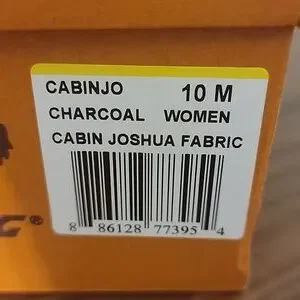 CABINJO 10 M
CHARCOAL WOMEN
CABIN JOSHUA FABRIC
8 86128 77395 4
®